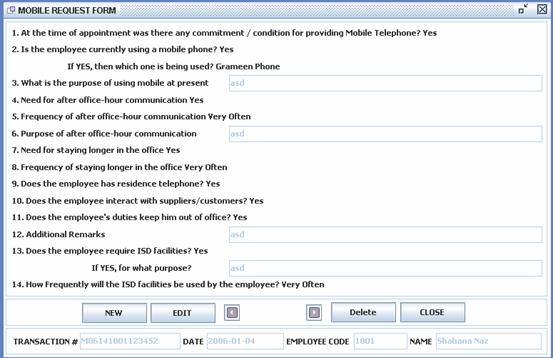 MOBILE REQUEST FORM
1. At the time of appointment was there any commitment / condition for providing Mobile Telephone? Yes
2. Is the employee currently using a mobile phone? Yes
If YES, then which one is being used? Grameen Phone
3. What is the purpose of using mobile at present asd
4. Need for after office-hour communication Yes
5. Frequency of after office-hour communication Very Often
6. Purpose of after office-hour communication asd
7. Need for staying longer in the office Yes
8. Frequency of staying longer in the office Very Often
9. Does the employee has residence telephone? Yes
10. Does the employee interact with suppliers/customers? Yes
11. Does the employee's duties keep him out of office? Yes
12. Additional Remarks asd
13. Does the employee require ISD facilities? Yes
If YES, for what purpose? asd
14. How Frequently will the ISD facilities be used by the employee? Very Often
NEW EDIT Delete CLOSE
TRANSACTION # M06141001123452 DATE 2006-01-04 EMPLOYEE CODE 1001 NAME Shabana Naz